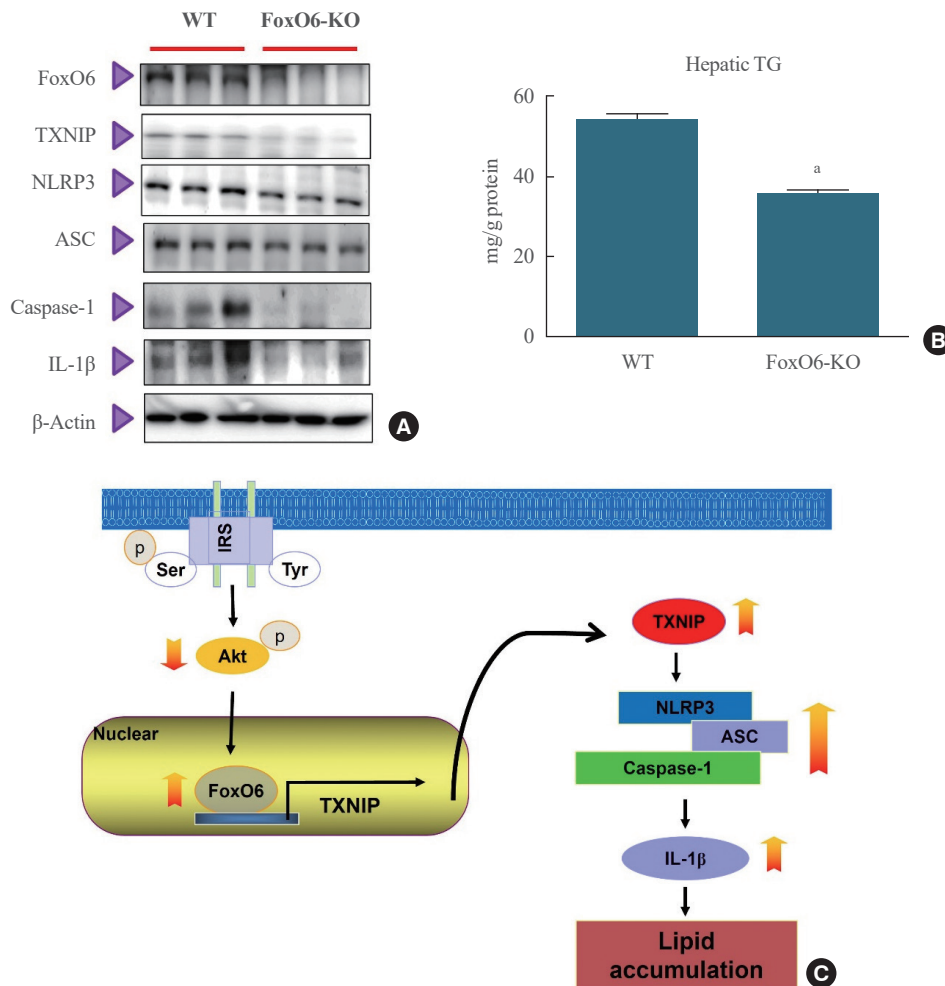 WT FoxO6-KO
FoxO6
TXNIP
NLRP3
ASC
Caspase-1
IL-1β
β-Actin
A
Hepatic TG
60
40
20
0
mg/g protein
a
WT FoxO6-KO
B
IRS
p
Ser Tyr
p
Akt
Nuclear
FoxO6
TXNIP
TXNIP
NLRP3
ASC
Caspase-1
IL-1β
Lipid
accumulation
C